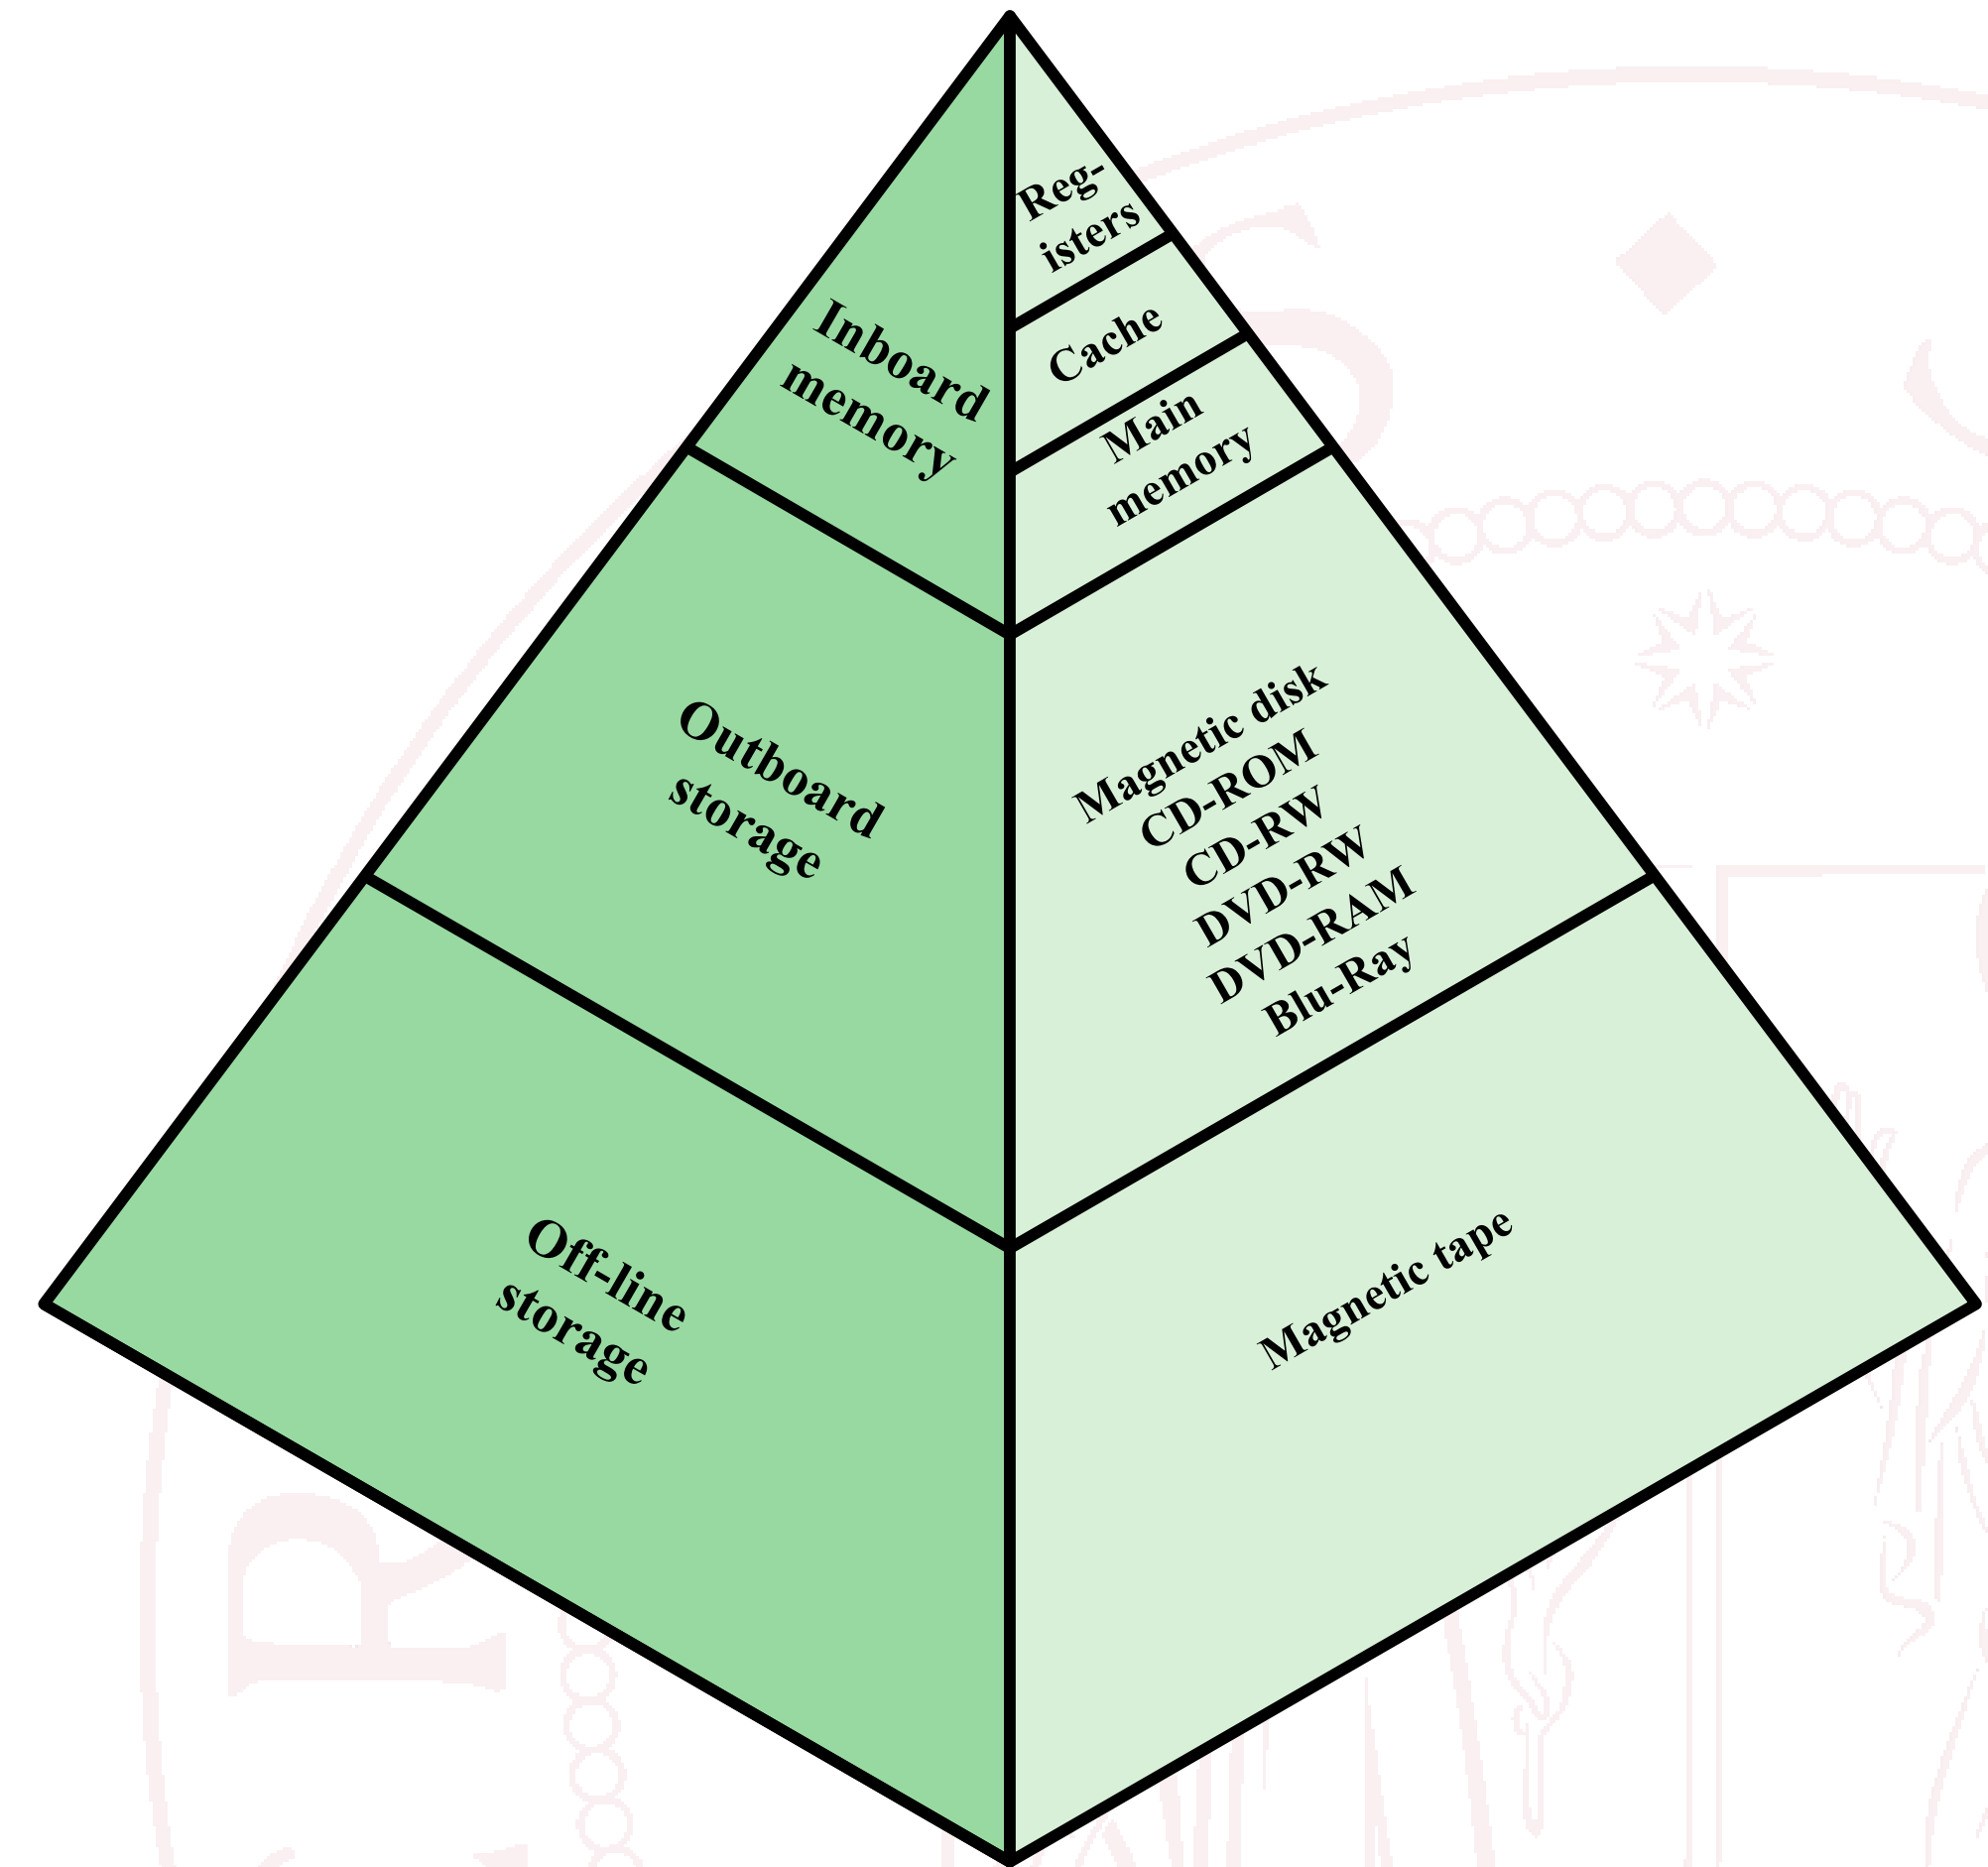 Reg-
isters
Cache
Main
memory
Inboard
memory
Outboard
storage
Magnetic disk
CD-ROM
CD-RW
DVD-RW
DVD-RAM
Blu-Ray
Off-line
storage
Magnetic tape
R